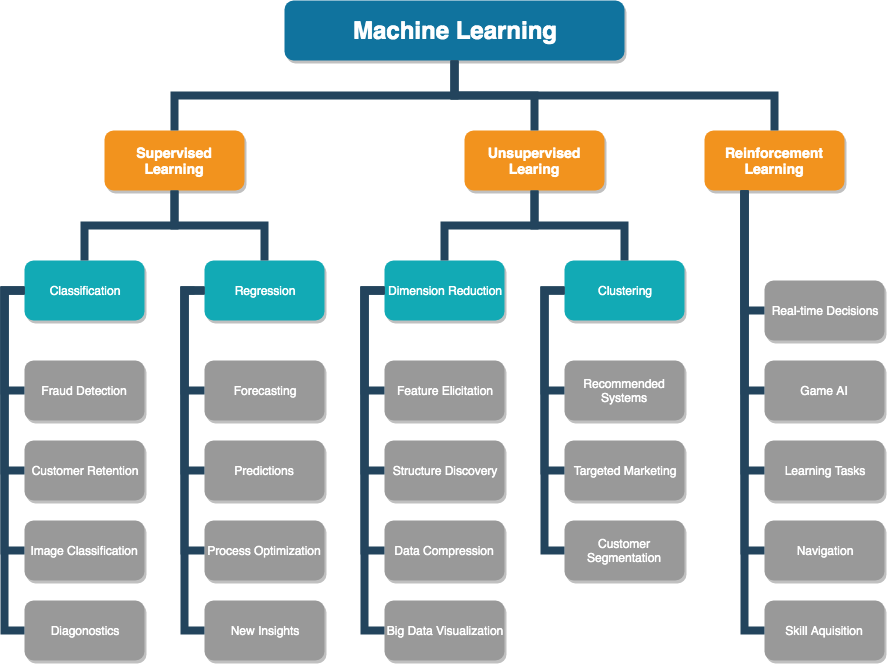 Machine Learning
Supervised
Learning
Unsupervised
Learing
Reinforcement
Learning
Classification
Regression
Dimension Reduction
Clustering
Real-time Decisions
Fraud Detection
Forecasting
Feature Elicitation
Recommended
Systems
Game AI
Customer Retention
Predictions
Structure Discovery
Targeted Marketing
Learning Tasks
Image Classification
Process Optimization
Data Compression
Customer
Segmentation
Navigation
Diagonostics
New Insights
Big Data Visualization
Skill Aquisition